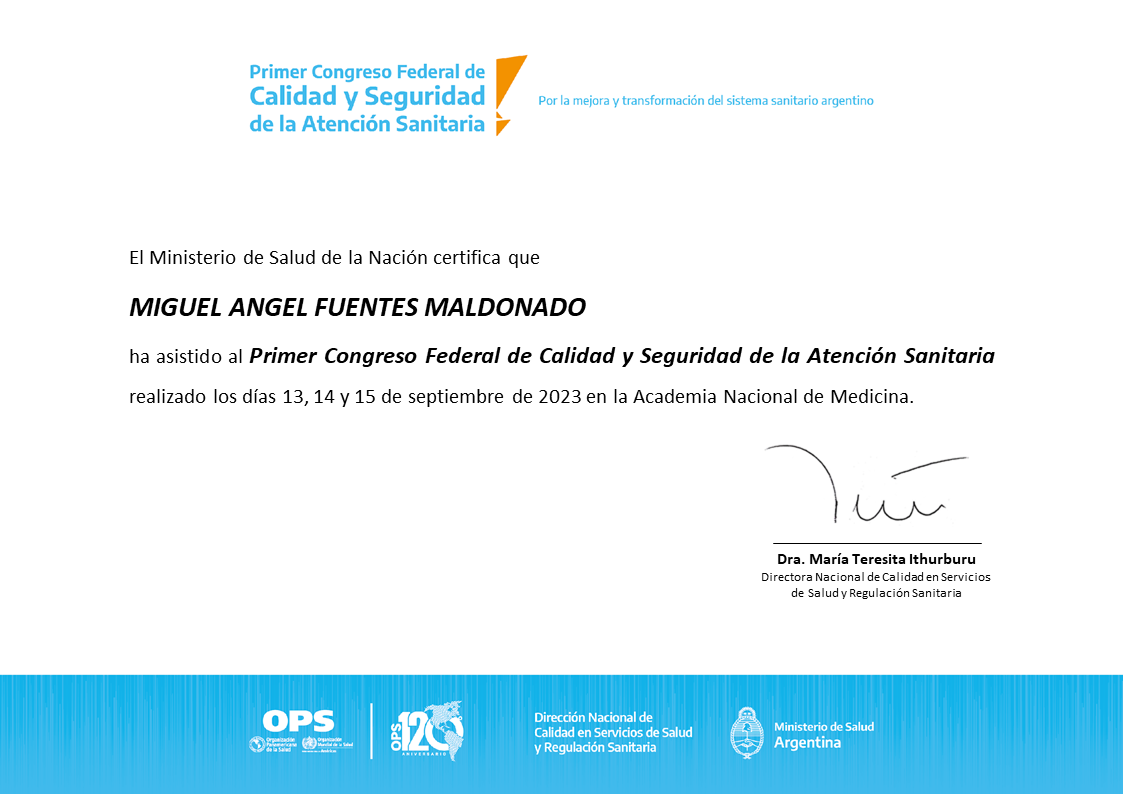 Primer Congreso Federal de
Calidad y Seguridad
de la Atención Sanitaria
Por la mejora y transformación del sistema sanitario argentino
El Ministerio de Salud de la Nación certifica que
MIGUEL ANGEL FUENTES MALDONADO
ha asistido al Primer Congreso Federal de Calidad y Seguridad de la Atención Sanitaria
realizado los días 13, 14 y 15 de septiembre de 2023 en la Academia Nacional de Medicina.
Dra. María Teresita Ithurburu
Directora Nacional de Calidad en Servicios
de Salud y Regulación Sanitaria
OPS
Organización
Panamericana
de la Salud
Organización
Mundial de la Salud
OPS
120
ANIVERSARIO
Dirección Nacional de
Calidad en Servicios de Salud
y Regulación Sanitaria
Ministerio de Salud
Argentina